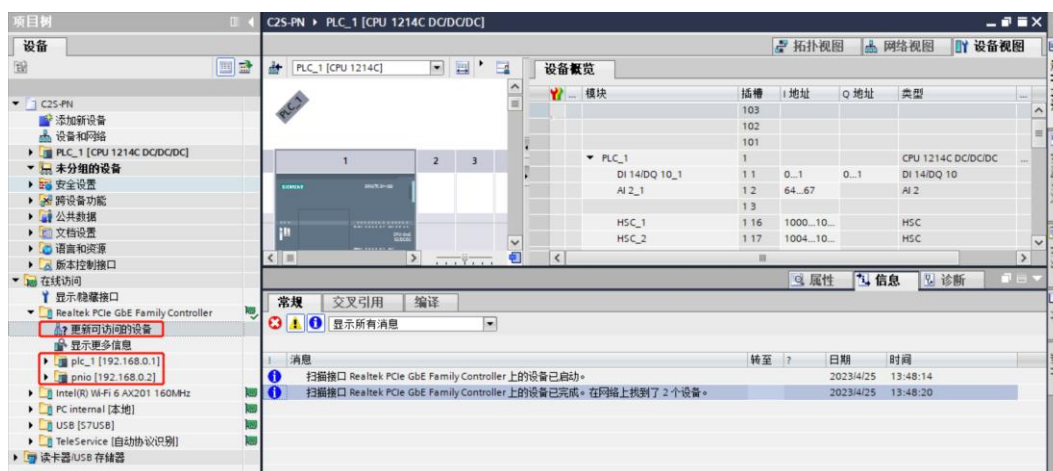 项目树
C2S-PN ▸ PLC_1 [CPU 1214C DC/DC/DC]
设备
拓扑视图
网络视图
设备视图
PLC_1 [CPU 1214C]
设备概览
... 模块 插槽 I 地址 Q 地址 类型 ...
103
102
101
PLC_1 1 CPU 1214C DC/DC/DC ...
DI 14/DQ 10_1 1 1 0...1 0...1 DI 14/DQ 10
AI 2_1 1 2 64...67 AI 2
1 3
HSC_1 1 16 1000...10... HSC
HSC_2 1 17 1004...10... HSC
PLC_1
1 2 3
SIEMENS
C2S-PN
添加新设备
设备和网络
PLC_1 [CPU 1214C DC/DC/DC]
未分组的设备
安全设置
跨设备功能
公共数据
文档设置
语言和资源
版本控制接口
在线访问
显示/隐藏接口
Realtek PCIe GbE Family Controller
更新可访问的设备
显示更多信息
plc_1 [192.168.0.1]
pnio [192.168.0.2]
Intel(R) Wi-Fi 6 AX201 160MHz
PC internal [本地]
USB [S7USB]
TeleService [自动协议识别]
读卡器/USB 存储器
属性
信息
诊断
常规
交叉引用
编译
显示所有消息
! 消息 转至 ? 日期 时间
扫描接口 Realtek PCIe GbE Family Controller 上的设备已启动。 2023/4/25 13:48:14
扫描接口 Realtek PCIe GbE Family Controller 上的设备已完成。在网络上找到了 2 个设备。 2023/4/25 13:48:20